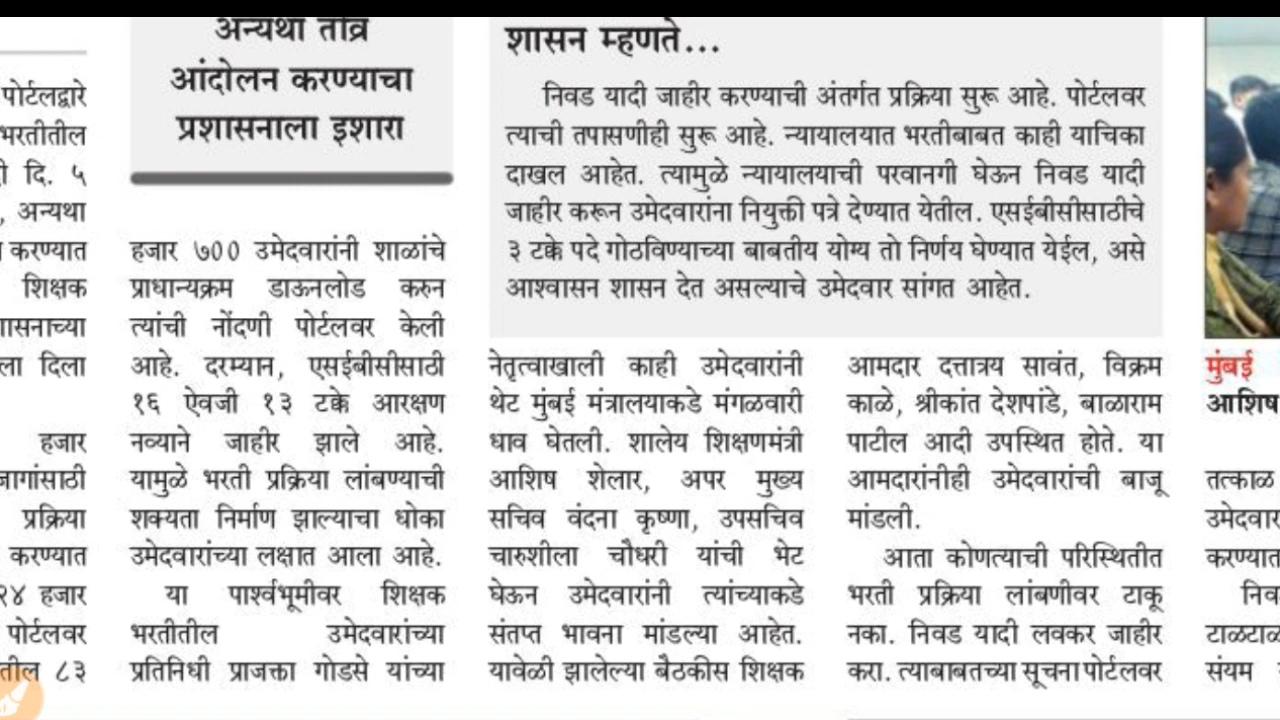 पोर्टलद्वारे
भरतीतील
दि. ५
, अन्यथा
करण्यात
शिक्षक
ला दिला
हजार
प्रक्रिया
करण्यात
२४ हजार
पोर्टलवर
८३
अन्यथा तीव्र
आंदोलन करण्याचा
प्रशासनाला इशारा
हजार ७०० उमेदवारांनी शाळांचे
प्राधान्यक्रम डाऊनलोड करुन
त्यांची नोंदणी पोर्टलवर केली
आहे. दरम्यान, एसईबीसीसाठी
१६ ऐवजी १३ टक्के आरक्षण
नव्याने जाहीर झाले आहे.
यामुळे भरती प्रक्रिया लांबण्याची
शक्यता निर्माण झाल्याचा धोका
उमेदवारांच्या लक्षात आला आहे.
या पार्श्वभूमीवर शिक्षक
भरतीतील उमेदवारांच्या
प्रतिनिधी प्राजक्ता गोडसे यांच्या
शासन म्हणते...
निवड यादी जाहीर करण्याची अंतर्गत प्रक्रिया सुरू आहे. पोर्टलवर
त्याची तपासणीही सुरू आहे. न्यायालयात भरतीबाबत काही याचिका
दाखल आहेत. त्यामुळे न्यायालयाची परवानगी घेऊन निवड यादी
जाहीर करून उमेदवारांना नियुक्ती पत्रे देण्यात येतील. एसईबीसीसाठीचे
३ टक्के पदे गोठविण्याच्या बाबतीय योग्य तो निर्णय घेण्यात येईल, असे
आश्वासन शासन देत असल्याचे उमेदवार सांगत आहेत.
नेतृत्वाखाली काही उमेदवारांनी
थेट मुंबई मंत्रालयाकडे मंगळवारी
धाव घेतली. शालेय शिक्षणमंत्री
आशिष शेलार, अपर मुख्य
सचिव वंदना कृष्णा, उपसचिव
चारुशीला चौधरी यांची भेट
घेऊन उमेदवारांनी त्यांच्याकडे
संतप्त भावना मांडल्या आहेत.
यावेळी झालेल्या बैठकीस शिक्षक
आमदार दत्तात्रय सावंत, विक्रम
काळे, श्रीकांत देशपांडे, बाळाराम
पाटील आदी उपस्थित होते. या
आमदारांनीही उमेदवारांची बाजू
मांडली.
आता कोणत्याची परिस्थितीत
भरती प्रक्रिया लांबणीवर टाकू
नका. निवड यादी लवकर जाहीर
करा. त्याबाबतच्या सूचना पोर्टलवर
मुंबई
आशिष
तत्काळ
उमेदवार
करण्यात
संयम